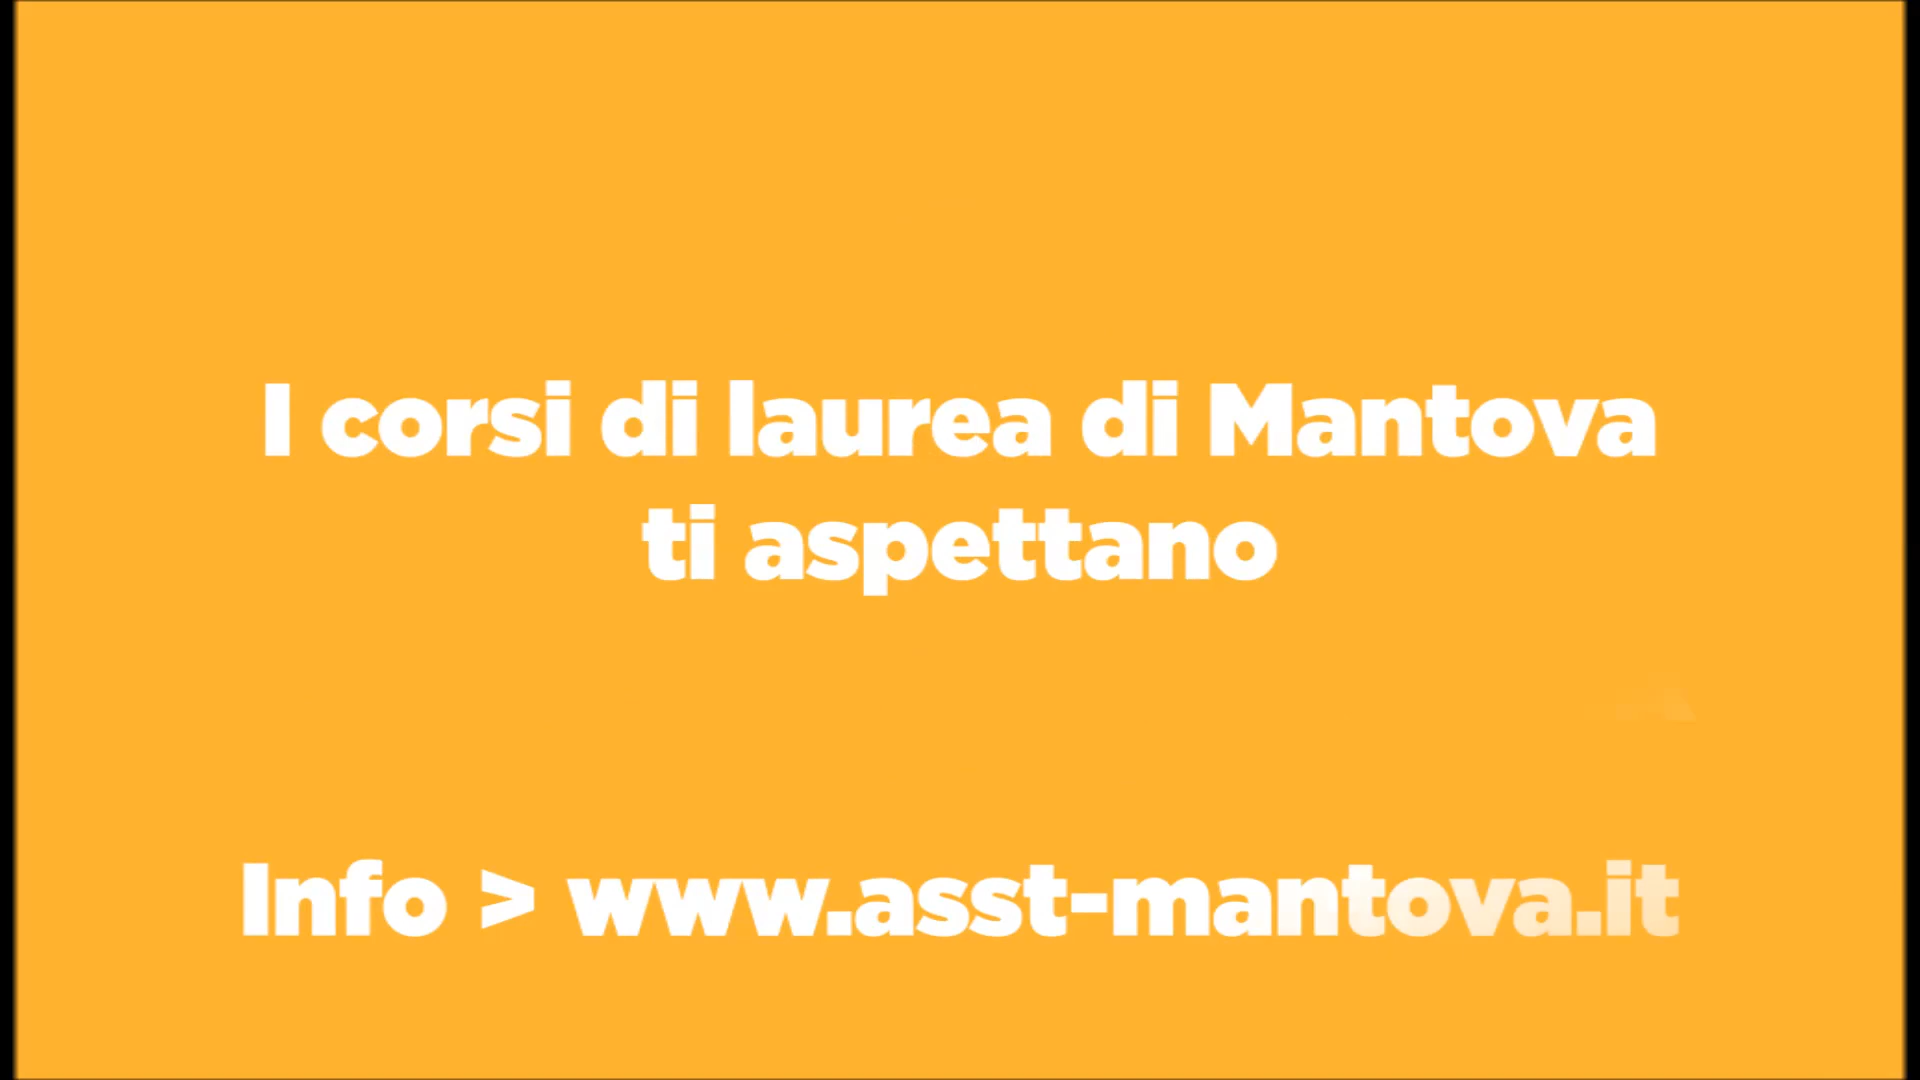 I corsi di laurea di Mantova
ti aspettano
Info > www.asst-mantova.it